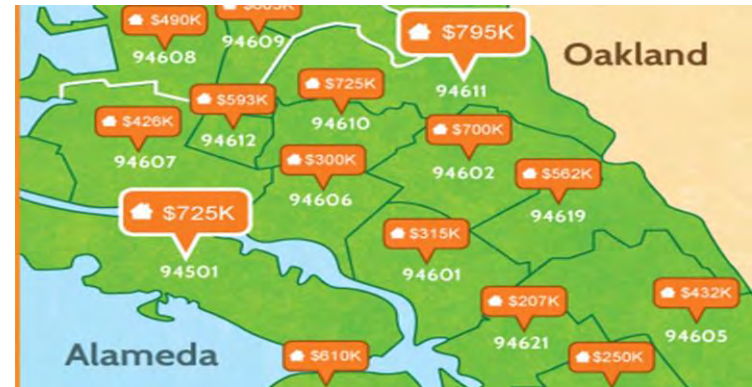 $490K
94608
94609
$795K
94611
Oakland
$593K
94612
$725K
94610
$426K
94607
$700K
94602
$300K
94606
$562K
94619
$725K
94501
$315K
94601
$207K
94621
$432K
94605
Alameda
$610K
$250K